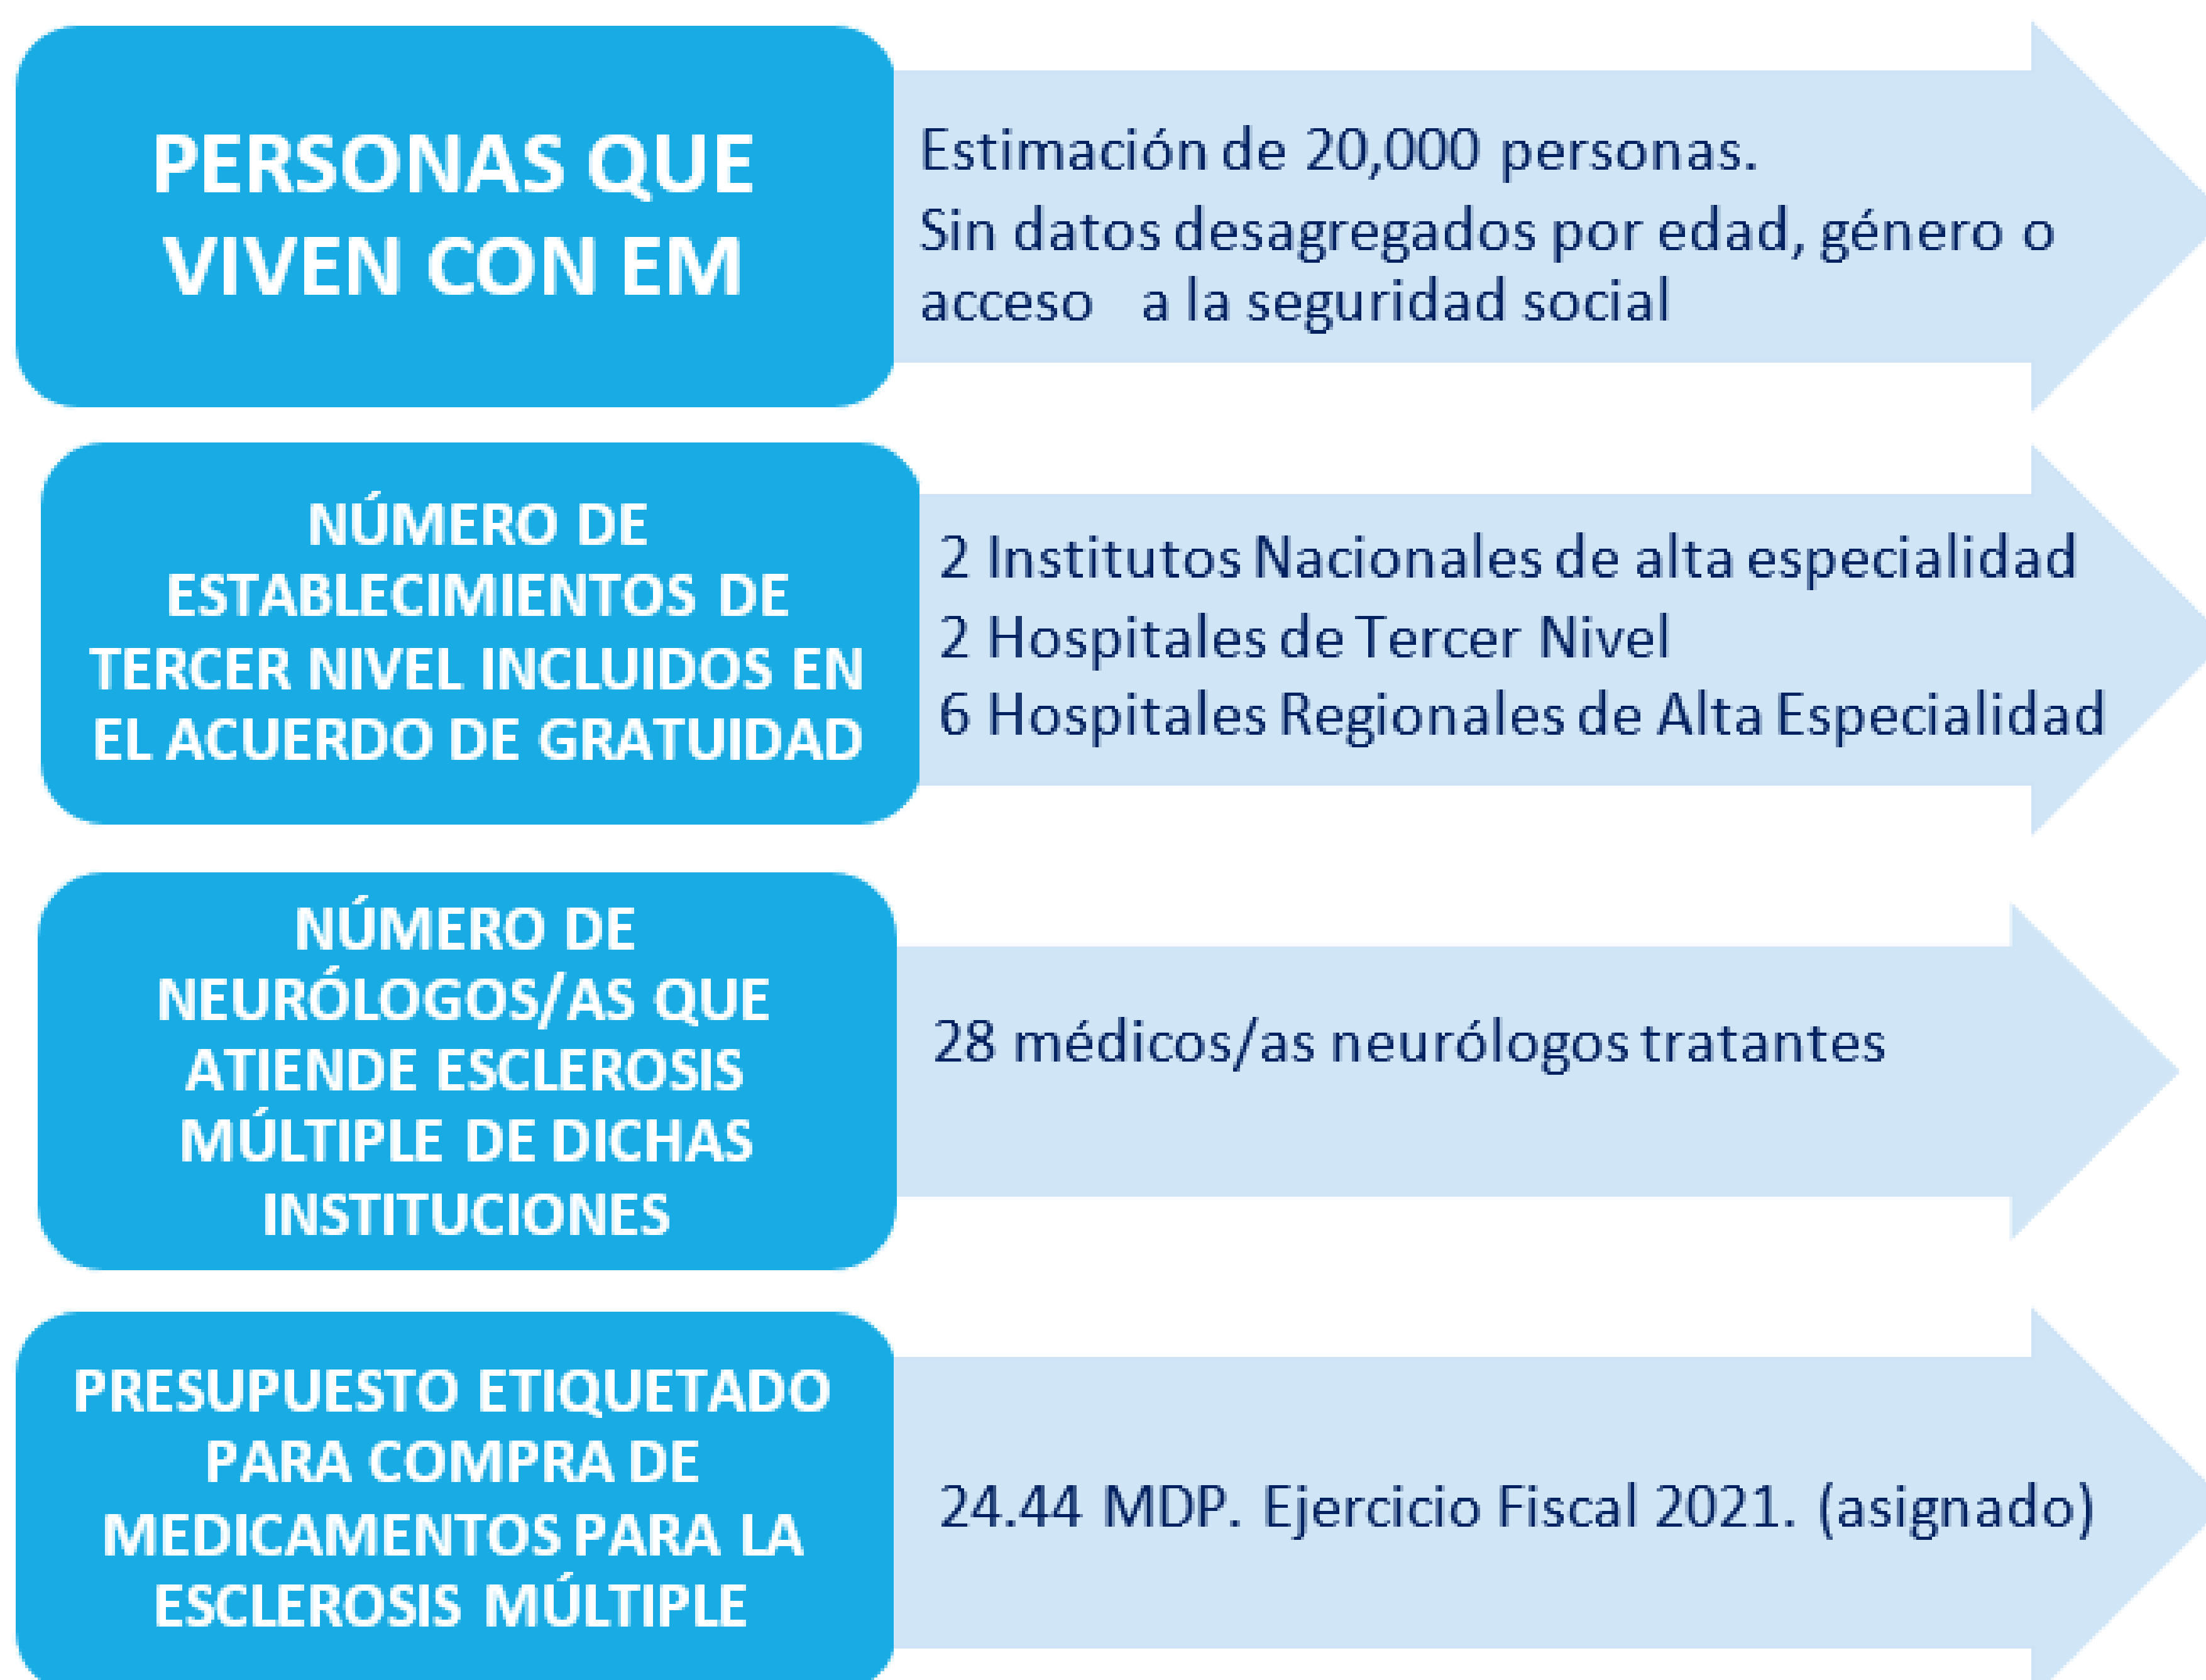 PERSONAS QUE
VIVEN CON EM
Estimación de 20,000 personas.
Sin datos desagregados por edad, género o
acceso a la seguridad social
NÚMERO DE
ESTABLECIMIENTOS DE
TERCER NIVEL INCLUIDOS EN
EL ACUERDO DE GRATUIDAD
2 Institutos Nacionales de alta especialidad
2 Hospitales de Tercer Nivel
6 Hospitales Regionales de Alta Especialidad
NÚMERO DE
NEURÓLOGOS/AS QUE
ATIENDE ESCLEROSIS
MÚLTIPLE DE DICHAS
INSTITUCIONES
28 médicos/as neurólogos tratantes
PRESUPUESTO ETIQUETADO
PARA COMPRA DE
MEDICAMENTOS PARA LA
ESCLEROSIS MÚLTIPLE
24.44 MDP. Ejercicio Fiscal 2021. (asignado)